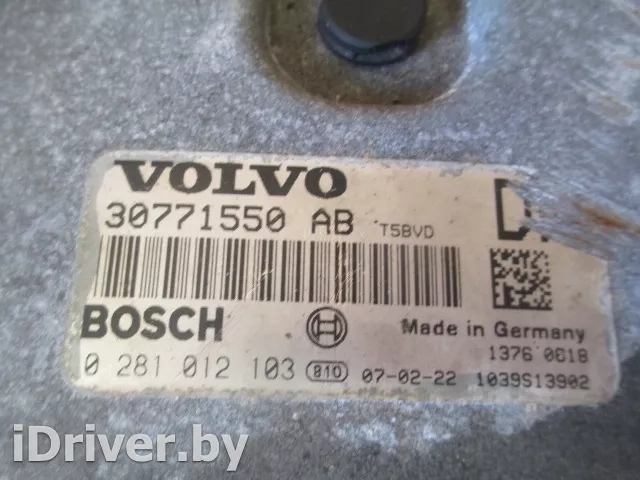 VOLVO
30771550 AB T5BVD
BOSCH
Made in Germany
1376 0618
0 281 012 103 810 07-02-22 1039S13902
iDriver.by